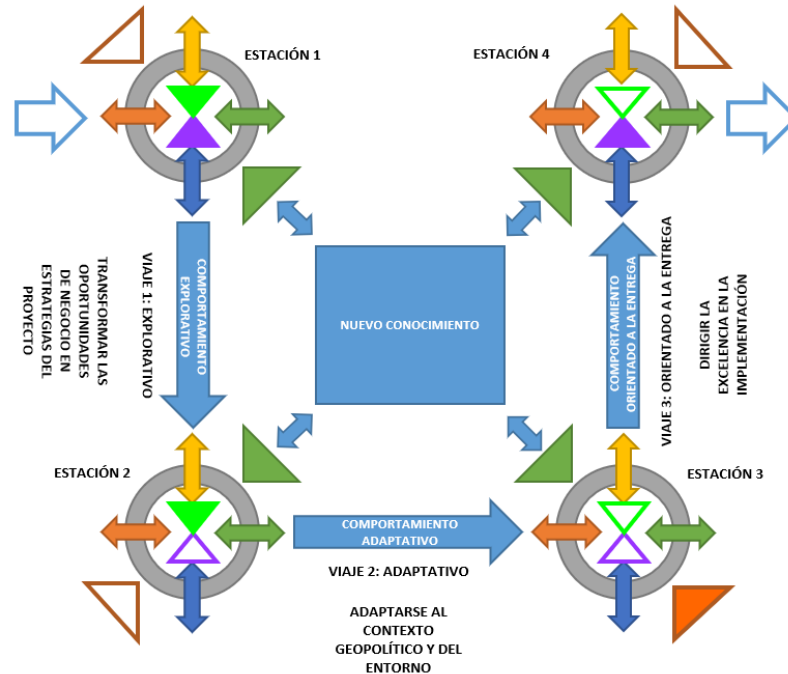 ESTACIÓN 1
ESTACIÓN 4
TRANSFORMAR LAS
OPORTUNIDADES
DE NEGOCIO EN
ESTRATEGIAS DEL
PROYECTO
VIAJE 1: EXPLORATIVO
COMPORTAMIENTO
EXPLORATIVO
NUEVO CONOCIMIENTO
COMPORTAMIENTO
ORIENTADO A LA ENTREGA
VIAJE 3: ORIENTADO A LA ENTREGA
DIRIGIR LA
EXCELENCIA EN LA
IMPLEMENTACIÓN
ESTACIÓN 2
ESTACIÓN 3
COMPORTAMIENTO
ADAPTATIVO
VIAJE 2: ADAPTATIVO
ADAPTARSE AL
CONTEXTO
GEOPOLÍTICO Y DEL
ENTORNO